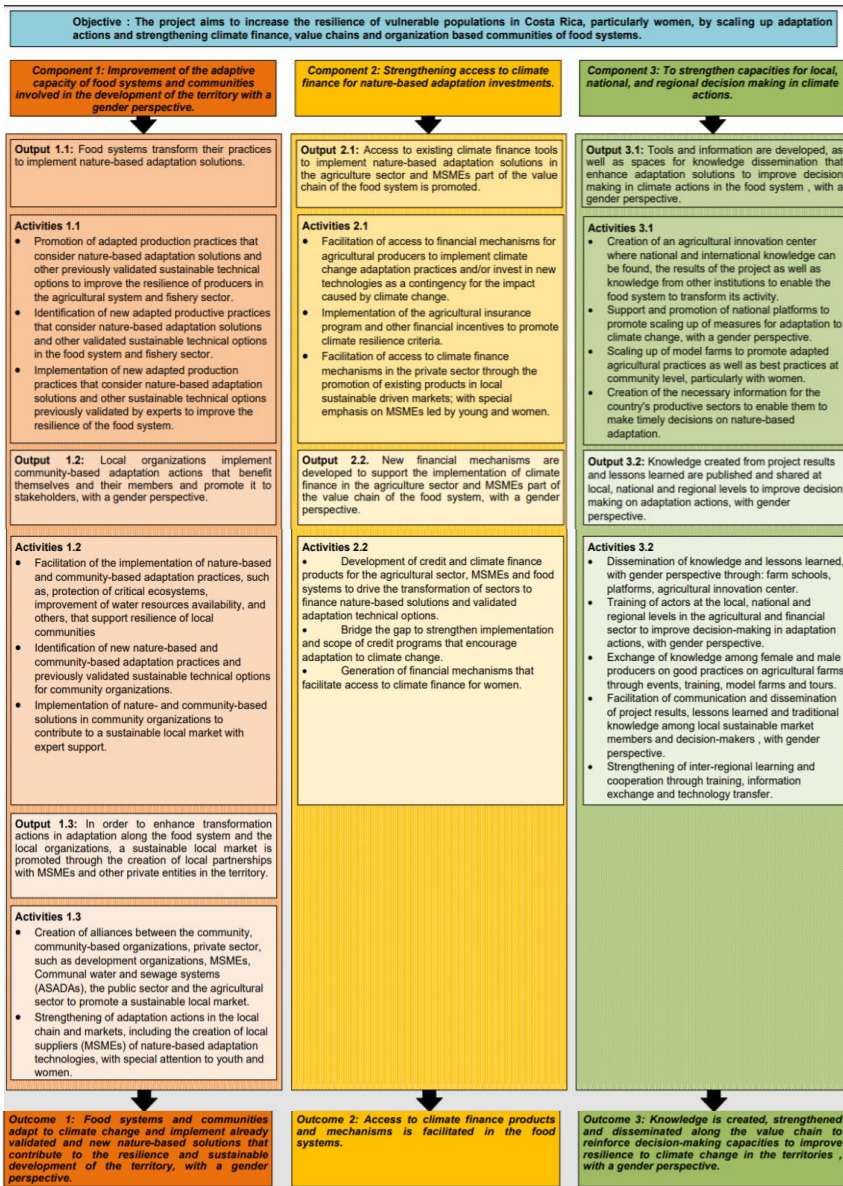 Objective : The project aims to increase the resilience of vulnerable populations in Costa Rica, particularly women, by scaling up adaptation
actions and strengthening climate finance, value chains and organization based communities of food systems.
Component 1: Improvement of the adaptive
capacity of food systems and communities
involved in the development of the territory with a
gender perspective.
Output 1.1: Food systems transform their practices
to implement nature-based adaptation solutions.
Activities 1.1
• Promotion of adapted production practices that
consider nature-based adaptation solutions and
other previously validated sustainable technical
options to improve the resilience of producers in
the agricultural system and fishery sector.
• Identification of new adapted productive practices
that consider nature-based adaptation solutions
and other validated sustainable technical options
in the food system and fishery sector.
• Implementation of new adapted production
practices that consider nature-based adaptation
solutions and other sustainable technical options
previously validated by experts to improve the
resilience of the food system.
Output 1.2: Local organizations implement
community-based adaptation actions that benefit
themselves and their members and promote it to
stakeholders, with a gender perspective.
Activities 1.2
• Facilitation of the implementation of nature-based
and community-based adaptation practices, such
as, protection of critical ecosystems,
improvement of water resources availability, and
others, that support resilience of local
communities
• Identification of new nature-based and
community-based adaptation practices and
previously validated sustainable technical options
for community organizations.
• Implementation of nature- and community-based
solutions in community organizations to
contribute to a sustainable local market with
expert support.
Output 1.3: In order to enhance transformation
actions in adaptation along the food system and the
local organizations, a sustainable local market is
promoted through the creation of local partnerships
with MSMEs and other private entities in the territory.
Activities 1.3
• Creation of alliances between the community,
community-based organizations, private sector,
such as development organizations, MSMEs,
Communal water and sewage systems
(ASADAs), the public sector and the agricultural
sector to promote a sustainable local market.
• Strengthening of adaptation actions in the local
chain and markets, including the creation of local
suppliers (MSMEs) of nature-based adaptation
technologies, with special attention to youth and
women.
Outcome 1: Food systems and communities
adapt to climate change and implement already
validated and new nature-based solutions that
contribute to the resilience and sustainable
development of the territory, with a gender
perspective.
Component 2: Strengthening access to climate
finance for nature-based adaptation investments.
Output 2.1: Access to existing climate finance tools
to implement nature-based adaptation solutions in
the agriculture sector and MSMEs part of the value
chain of the food system is promoted.
Activities 2.1
• Facilitation of access to financial mechanisms for
agricultural producers to implement climate
change adaptation practices and/or invest in new
technologies as a contingency for the impact
caused by climate change.
• Implementation of the agricultural insurance
program and other financial incentives to promote
climate resilience criteria.
• Facilitation of access to climate finance
mechanisms in the private sector through the
promotion of existing products in local
sustainable driven markets; with special
emphasis on MSMEs led by young and women.
Output 2.2. New financial mechanisms are
developed to support the implementation of climate
finance in the agriculture sector and MSMEs part of
the value chain of the food system, with a gender
perspective.
Activities 2.2
• Development of credit and climate finance
products for the agricultural sector, MSMEs and food
systems to drive the transformation of sectors to
finance nature-based solutions and validated
adaptation technical options.
• Bridge the gap to strengthen implementation
and scope of credit programs that encourage
adaptation to climate change.
• Generation of financial mechanisms that
facilitate access to climate finance for women.
Outcome 2: Access to climate finance products
and mechanisms is facilitated in the food
systems.
Component 3: To strengthen capacities for local,
national, and regional decision making in climate
actions.
Output 3.1: Tools and information are developed, as
well as spaces for knowledge dissemination that
enhance adaptation solutions to improve decision
making in climate actions in the food system , with a
gender perspective.
Activities 3.1
• Creation of an agricultural innovation center
where national and international knowledge can
be found, the results of the project as well as
knowledge from other institutions to enable the
food system to transform its activity.
• Support and promotion of national platforms to
promote scaling up of measures for adaptation to
climate change, with a gender perspective.
• Scaling up of model farms to promote adapted
agricultural practices as well as best practices at
community level, particularly with women.
• Creation of the necessary information for the
country's productive sectors to enable them to
make timely decisions on nature-based
adaptation.
Output 3.2: Knowledge created from project results
and lessons learned are published and shared at
local, national and regional levels to improve decision
making on adaptation actions, with gender
perspective.
Activities 3.2
• Dissemination of knowledge and lessons learned,
with gender perspective through: farm schools,
platforms, agricultural innovation center.
• Training of actors at the local, national and
regional levels in the agricultural and financial
sector to improve decision-making in adaptation
actions, with gender perspective.
• Exchange of knowledge among female and male
producers on good practices on agricultural farms
through events, training, model farms and tours.
• Facilitation of communication and dissemination
of project results, lessons learned and traditional
knowledge among local sustainable market
members and decision-makers , with gender
perspective.
• Strengthening of inter-regional learning and
cooperation through training, information
exchange and technology transfer.
Outcome 3: Knowledge is created, strengthened
and disseminated along the value chain to
reinforce decision-making capacities to improve
resilience to climate change in the territories ,
with a gender perspective.